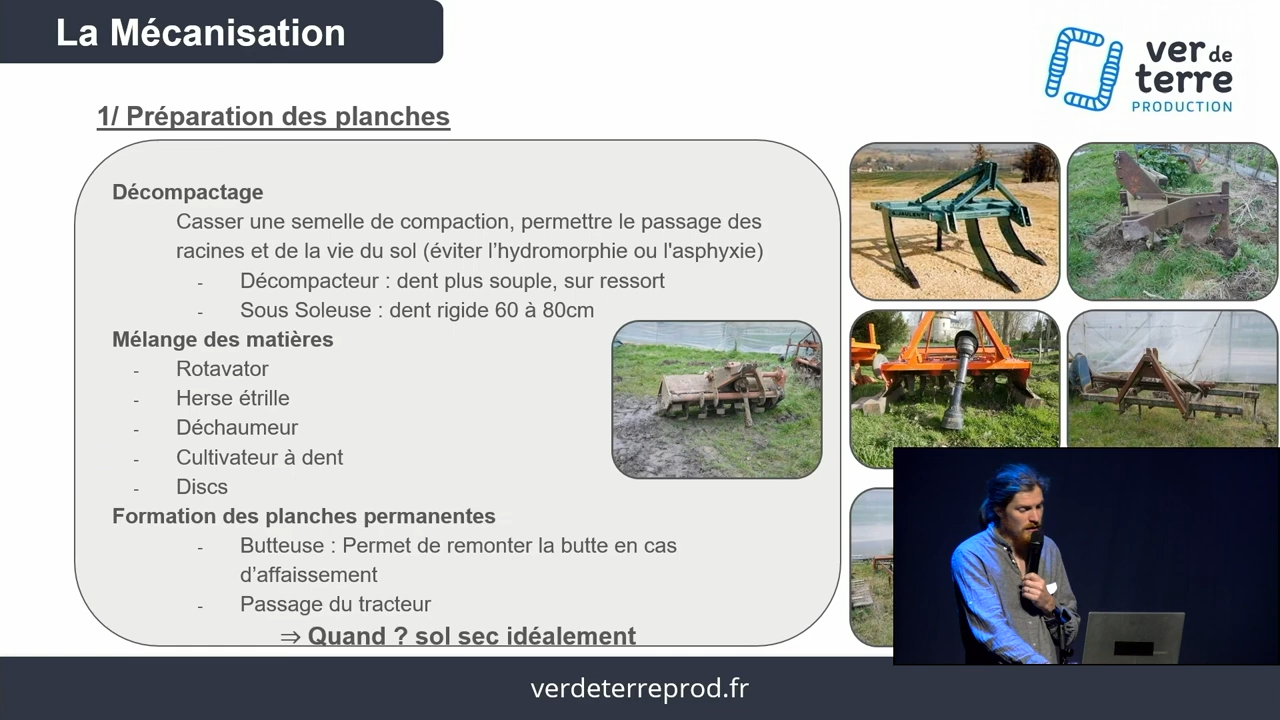 La Mécanisation
ver de
terre
PRODUCTION
1/ Préparation des planches
Décompactage
Casser une semelle de compaction, permettre le passage des
racines et de la vie du sol (éviter l’hydromorphie ou l'asphyxie)
- Décompacteur : dent plus souple, sur ressort
- Sous Soleuse : dent rigide 60 à 80cm
Mélange des matières
- Rotavator
- Herse étrille
- Déchaumeur
- Cultivateur à dent
- Discs
Formation des planches permanentes
- Butteuse : Permet de remonter la butte en cas
d’affaissement
- Passage du tracteur
⇒ Quand ? sol sec idéalement
verdeterreprod.fr